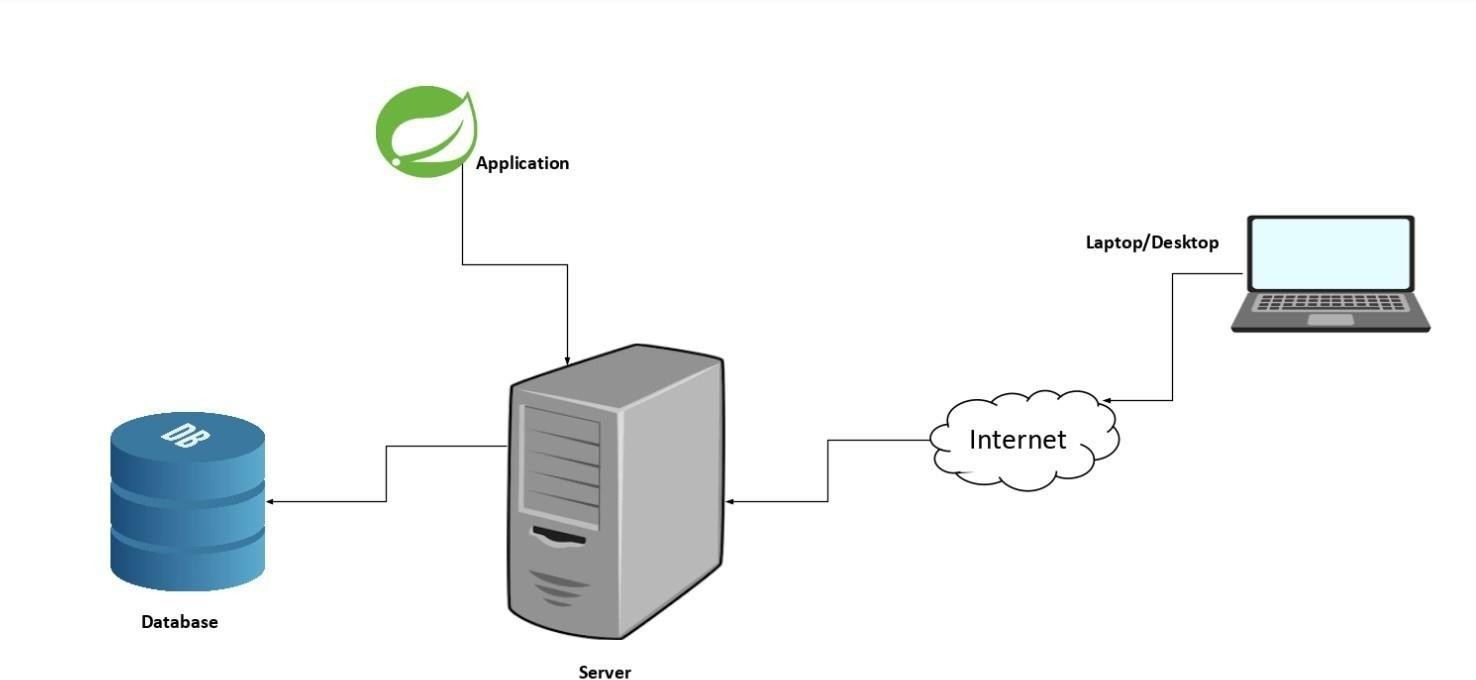 Application
Laptop/Desktop
Internet
DB
Database
Server